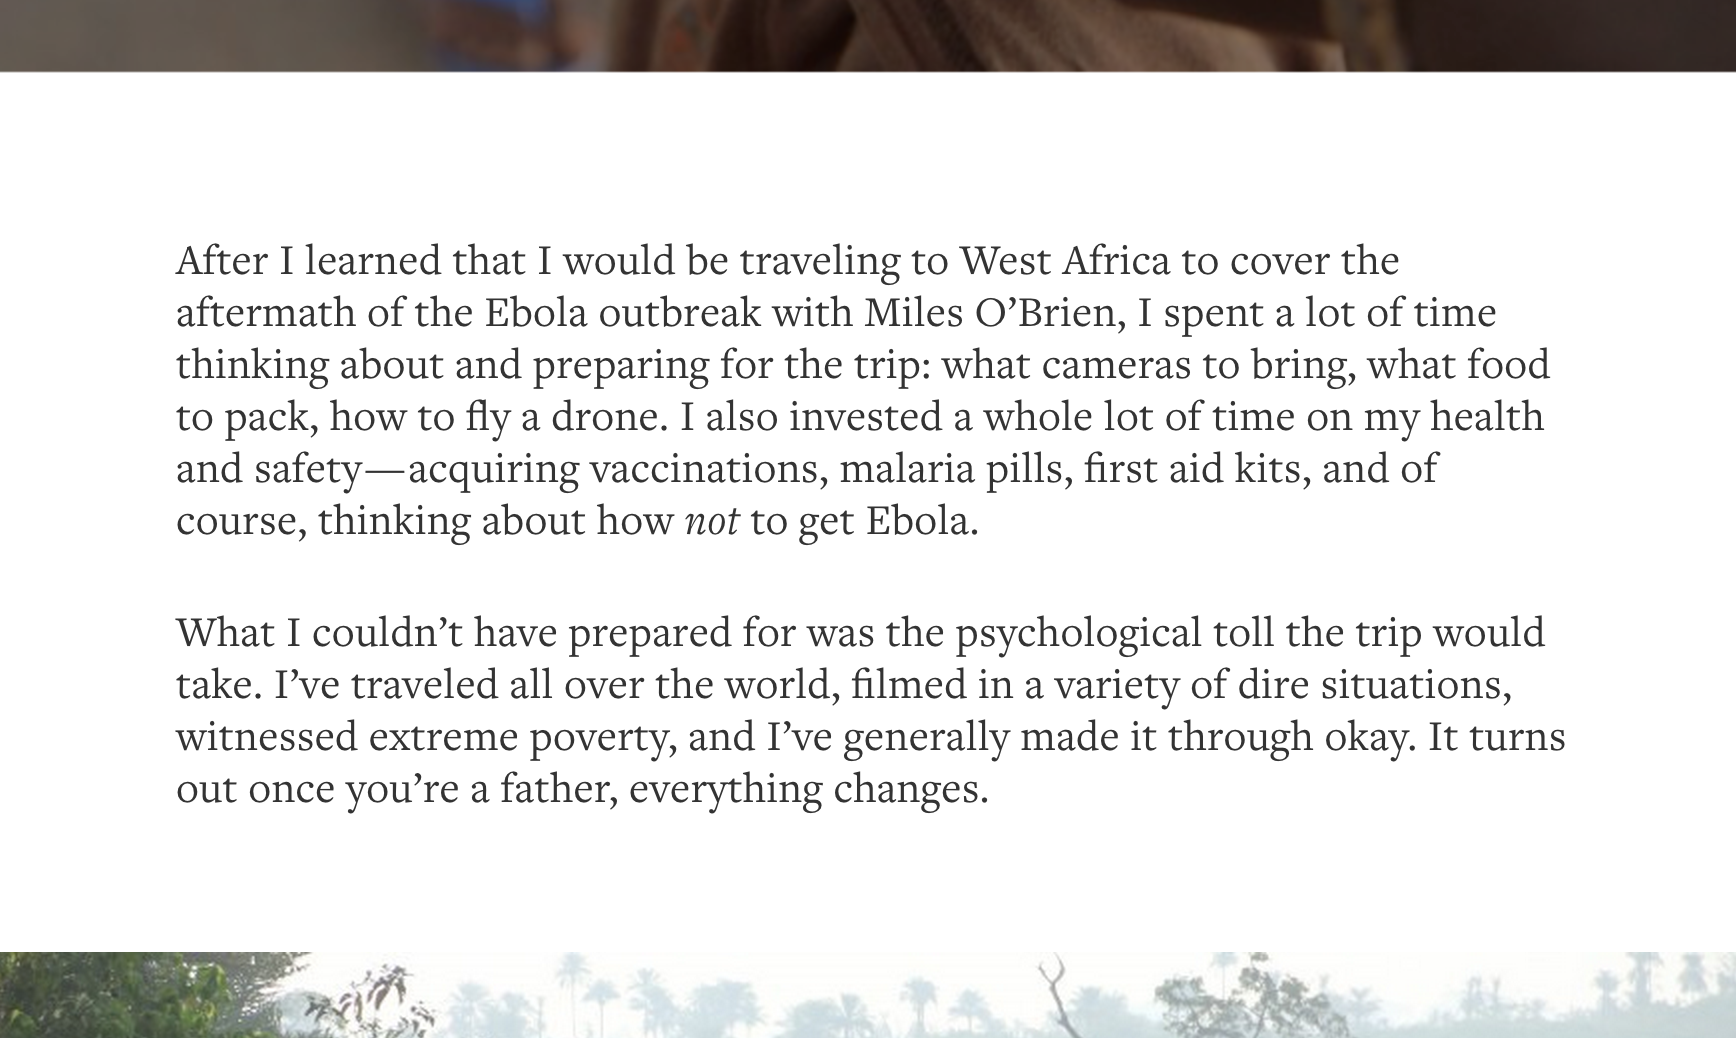 After I learned that I would be traveling to West Africa to cover the
aftermath of the Ebola outbreak with Miles O’Brien, I spent a lot of time
thinking about and preparing for the trip: what cameras to bring, what food
to pack, how to fly a drone. I also invested a whole lot of time on my health
and safety—acquiring vaccinations, malaria pills, first aid kits, and of
course, thinking about how not to get Ebola.
What I couldn’t have prepared for was the psychological toll the trip would
take. I’ve traveled all over the world, filmed in a variety of dire situations,
witnessed extreme poverty, and I’ve generally made it through okay. It turns
out once you’re a father, everything changes.